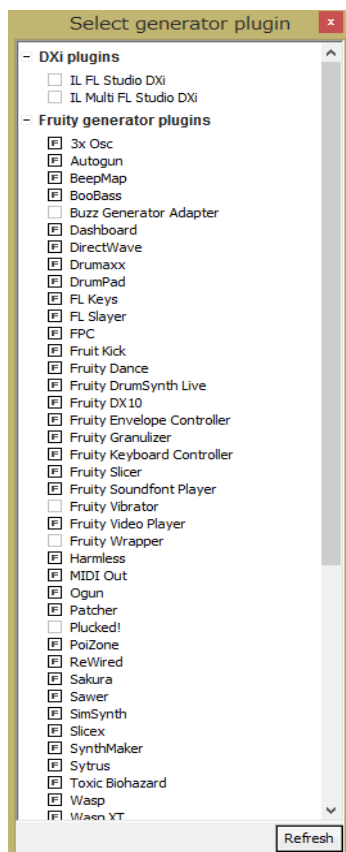 Select generator plugin
x
DXi plugins
IL FL Studio DXi
IL Multi FL Studio DXi
Fruity generator plugins
F 3x Osc
F Autogun
F BeepMap
F BooBass
Buzz Generator Adapter
F Dashboard
F DirectWave
F Drumaxx
F DrumPad
F FL Keys
F FL Slayer
F FPC
F Fruit Kick
F Fruity Dance
F Fruity DrumSynth Live
F Fruity DX10
F Fruity Envelope Controller
F Fruity Granulizer
F Fruity Keyboard Controller
F Fruity Slicer
F Fruity Soundfont Player
Fruity Vibrator
F Fruity Video Player
Fruity Wrapper
F Harmless
F MIDI Out
F Ogun
F Patcher
Plucked!
F PoiZone
F ReWired
F Sakura
F Sawer
F SimSynth
F Slicex
F SynthMaker
F Sytrus
F Toxic Biohazard
F Wasp
F Wasp XT
Refresh